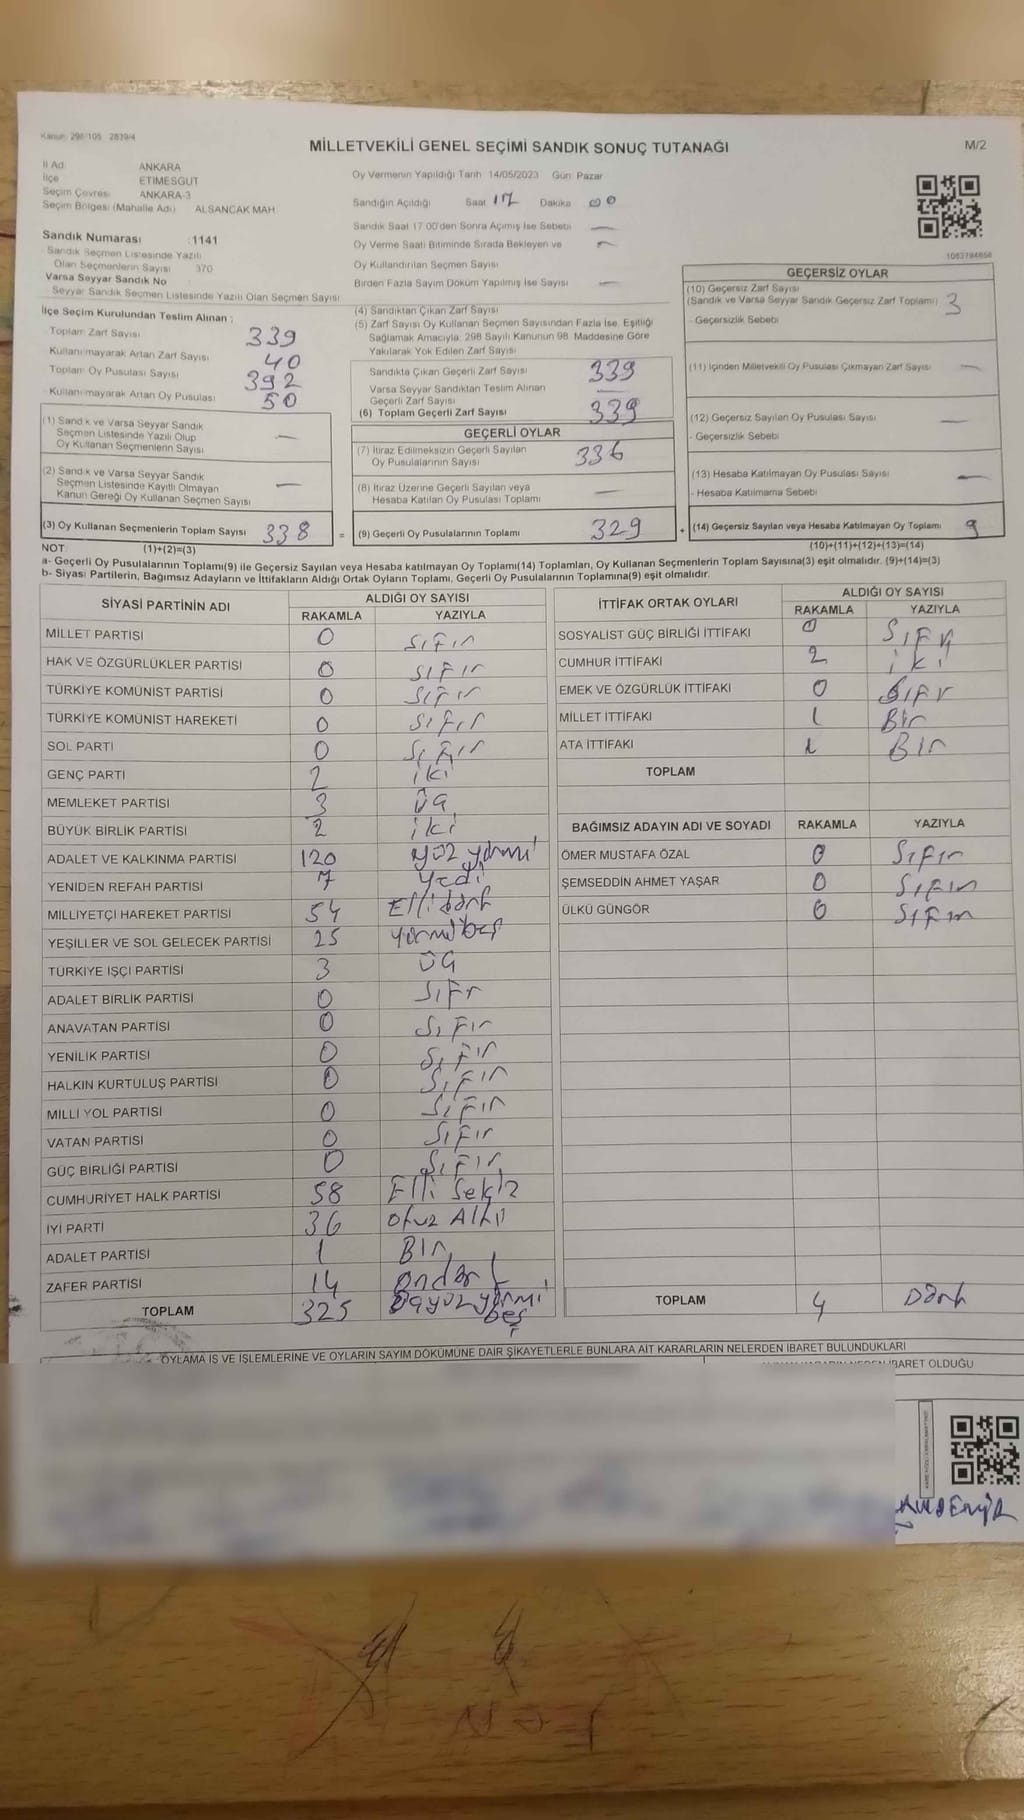 Kanun: 298/105 2839/4
MİLLETVEKİLİ GENEL SEÇİMİ SANDIK SONUÇ TUTANAĞI
M/2
İl Adı ANKARA
İlçe ETİMESGUT
Seçim Çevresi ANKARA-3
Seçim Bölgesi (Mahalle Adı) ALSANCAK MAH
Oy Vermenin Yapıldığı Tarih 14/05/2023 Gün Pazar
Sandığın Açıldığı Saat 17 Dakika 00
Sandık Saat 17:00'den Sonra Açılmış İse Sebebi —
Oy Verme Saati Bitiminde Sırada Bekleyen ve —
Oy Kullandırılan Seçmen Sayısı
Birden Fazla Sayım Döküm Yapılmış İse Sayısı —
1063794658
Sandık Numarası :1141
Sandık Seçmen Listesinde Yazılı
Olan Seçmenlerin Sayısı 370
Varsa Seyyar Sandık No
Seyyar Sandık Seçmen Listesinde Yazılı Olan Seçmen Sayısı
İlçe Seçim Kurulundan Teslim Alınan :
Toplam Zarf Sayısı 339
Kullanılmayarak Artan Zarf Sayısı 40
Toplam Oy Pusulası Sayısı 392
Kullanılmayarak Artan Oy Pusulası 50
(1) Sandık ve Varsa Seyyar Sandık
Seçmen Listesinde Yazılı Olup
Oy Kullanan Seçmenlerin Sayısı —
(2) Sandık ve Varsa Seyyar Sandık
Seçmen Listesinde Kayıtlı Olmayan
Kanun Gereği Oy Kullanan Seçmen Sayısı —
(3) Oy Kullanan Seçmenlerin Toplam Sayısı 338
(4) Sandıktan Çıkan Zarf Sayısı
(5) Zarf Sayısı Oy Kullanan Seçmen Sayısından Fazla İse, Eşitliği
Sağlamak Amacıyla, 298 Sayılı Kanunun 98. Maddesine Göre
Yakılarak Yok Edilen Zarf Sayısı
Sandıkta Çıkan Geçerli Zarf Sayısı 339
Varsa Seyyar Sandıktan Teslim Alınan
Geçerli Zarf Sayısı —
(6) Toplam Geçerli Zarf Sayısı 339
GEÇERLİ OYLAR
(7) İtiraz Edilmeksizin Geçerli Sayılan
Oy Pusulalarının Sayısı 336
(8) İtiraz Üzerine Geçerli Sayılan veya
Hesaba Katılan Oy Pusulası Toplamı —
= (9) Geçerli Oy Pusulalarının Toplamı 329
GEÇERSİZ OYLAR
(10) Geçersiz Zarf Sayısı
(Sandık ve Varsa Seyyar Sandık Geçersiz Zarf Toplamı) 3
- Geçersizlik Sebebi
(11) İçinden Milletvekili Oy Pusulası Çıkmayan Zarf Sayısı —
(12) Geçersiz Sayılan Oy Pusulası Sayısı —
- Geçersizlik Sebebi
(13) Hesaba Katılmayan Oy Pusulası Sayısı —
- Hesaba Katılmama Sebebi
+ (14) Geçersiz Sayılan veya Hesaba Katılmayan Oy Toplamı 9
NOT: (1)+(2)=(3)
(10)+(11)+(12)+(13)=(14)
a- Geçerli Oy Pusulalarının Toplamı(9) ile Geçersiz Sayılan veya Hesaba katılmayan Oy Toplamı(14) Toplamları, Oy Kullanan Seçmenlerin Toplam Sayısına(3) eşit olmalıdır. (9)+(14)=(3)
b- Siyasi Partilerin, Bağımsız Adayların ve İttifakların Aldığı Ortak Oyların Toplamı, Geçerli Oy Pusulalarının Toplamına(9) eşit olmalıdır.
SİYASİ PARTİNİN ADI ALDIĞI OY SAYISI
RAKAMLA YAZIYLA
MİLLET PARTİSİ 0 SIFIR
HAK VE ÖZGÜRLÜKLER PARTİSİ 0 SIFIR
TÜRKİYE KOMÜNİST PARTİSİ 0 SIFIR
TÜRKİYE KOMÜNİST HAREKETİ 0 SIFIR
SOL PARTİ 0 SIFIR
GENÇ PARTİ 2 iki
MEMLEKET PARTİSİ 3 üç
BÜYÜK BİRLİK PARTİSİ 2 iki
ADALET VE KALKINMA PARTİSİ 120 yüz yirmi
YENİDEN REFAH PARTİSİ 7 yedi
MİLLİYETÇİ HAREKET PARTİSİ 54 Elli dört
YEŞİLLER VE SOL GELECEK PARTİSİ 25 yirmi beş
TÜRKİYE İŞÇİ PARTİSİ 3 üç
ADALET BİRLİK PARTİSİ 0 SIFIR
ANAVATAN PARTİSİ 0 SIFIR
YENİLİK PARTİSİ 0 SIFIR
HALKIN KURTULUŞ PARTİSİ 0 SIFIR
MİLLİ YOL PARTİSİ 0 SIFIR
VATAN PARTİSİ 0 SIFIR
GÜÇ BİRLİĞİ PARTİSİ 0 SIFIR
CUMHURİYET HALK PARTİSİ 58 Elli Sekiz
İYİ PARTİ 36 Otuz Altı
ADALET PARTİSİ 1 BİR
ZAFER PARTİSİ 14 ondört
TOPLAM 325 üçyüz yirmi beş
İTTİFAK ORTAK OYLARI ALDIĞI OY SAYISI
RAKAMLA YAZIYLA
SOSYALİST GÜÇ BİRLİĞİ İTTİFAKI 0 SIFIR
CUMHUR İTTİFAKI 2 iki
EMEK VE ÖZGÜRLÜK İTTİFAKI 0 SIFIR
MİLLET İTTİFAKI 1 Bir
ATA İTTİFAKI 1 BİR
TOPLAM
BAĞIMSIZ ADAYIN ADI VE SOYADI RAKAMLA YAZIYLA
ÖMER MUSTAFA ÖZAL 0 SIFIR
ŞEMSEDDİN AHMET YAŞAR 0 SIFIR
ÜLKÜ GÜNGÖR 0 SIFIR
TOPLAM 4 Dört
OYLAMA İŞ VE İŞLEMLERİNE VE OYLARIN SAYIM DÖKÜMÜNE DAİR ŞİKAYETLERLE BUNLARA AİT KARARLARIN NELERDEN İBARET BULUNDUKLARI
İBARET OLDUĞU